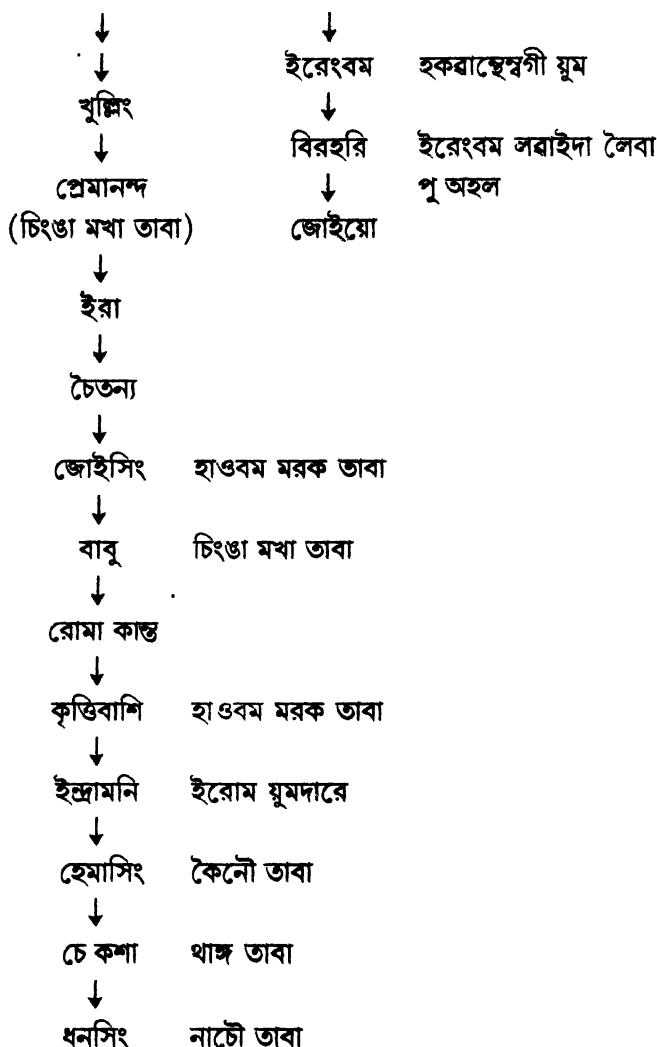 ↓ ↓
↓ ইরেংবম হকৱাম্থেম্বগী য়ুম
খুল্লিং ↓
↓ বিরহরি ইরেংবম লৱাইদা লৈবা
প্রেমানন্দ ↓ পু অহল
(চিংঙা মখা তাবা) জোইয়ো
↓
ইরা
↓
চৈতন্য
↓
জোইসিং হাওবম মরক তাবা
↓
বাবু চিংঙা মখা তাবা
↓
রোমা কান্ত
↓
কৃত্তিবাশি হাওবম মরক তাবা
↓
ইন্দ্রামনি ইরোম য়ুমদারে
↓
হেমাসিং কৈনৌ তাবা
↓
চে কশা থাঙ্গ তাবা
↓
ধনসিং নাচৌ তাবা